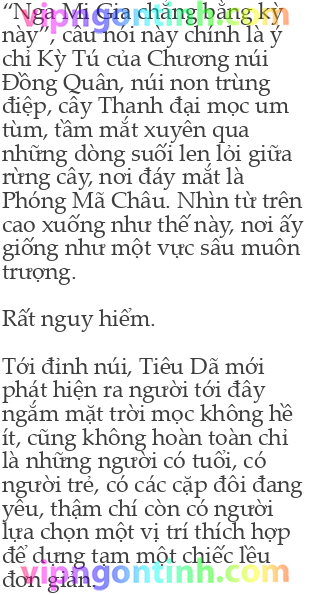 “Nga Mi Gia chẳng bằng kỳ
này”, câu nói này chính là ý
chỉ Kỳ Tú của Chương núi
Đồng Quân, núi non trùng
điệp, cây Thanh đại mọc um
tùm, tầm mắt xuyên qua
những dòng suối len lỏi giữa
rừng cây, nơi đáy mắt là
Phóng Mã Châu. Nhìn từ trên
cao xuống như thế này, nơi ấy
giống như một vực sâu muôn
trượng.
Rất nguy hiểm.
Tới đỉnh núi, Tiêu Dã mới
phát hiện ra người tới đây
ngắm mặt trời mọc không hề
ít, cũng không hoàn toàn chỉ
là những người có tuổi, có
người trẻ, có các cặp đôi đang
yêu, thậm chí còn có người
lựa chọn một vị trí thích hợp
để dựng tạm một chiếc lều
đơn giản.
vipngontinh.com
vipngontinh.com